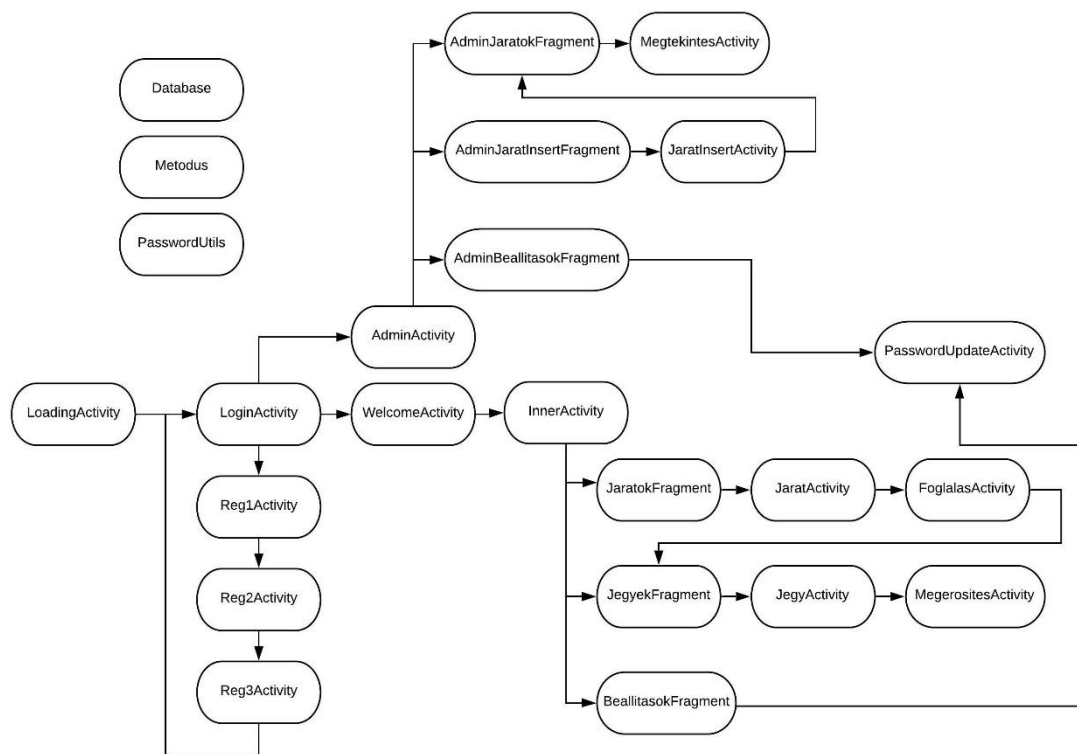 AdminJaratokFragment
MegtekintesActivity
Database
AdminJaratInsertFragment
JaratInsertActivity
Metodus
PasswordUtils
AdminBeallitasokFragment
AdminActivity
PasswordUpdateActivity
LoadingActivity
LoginActivity
WelcomeActivity
InnerActivity
JaratokFragment
JaratActivity
FoglalasActivity
Reg1Activity
JegyekFragment
JegyActivity
MegerositesActivity
Reg2Activity
Reg3Activity
BeallitasokFragment